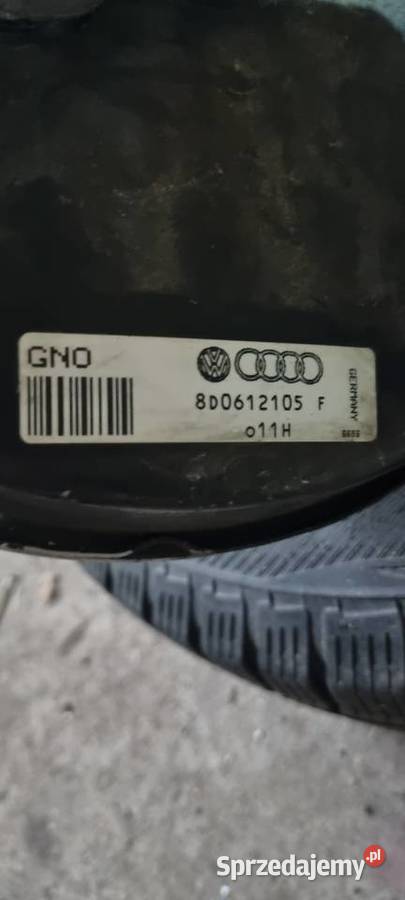 GNO
8D0612105 F
o11H
GERMANY
Sprzedajemy.pl